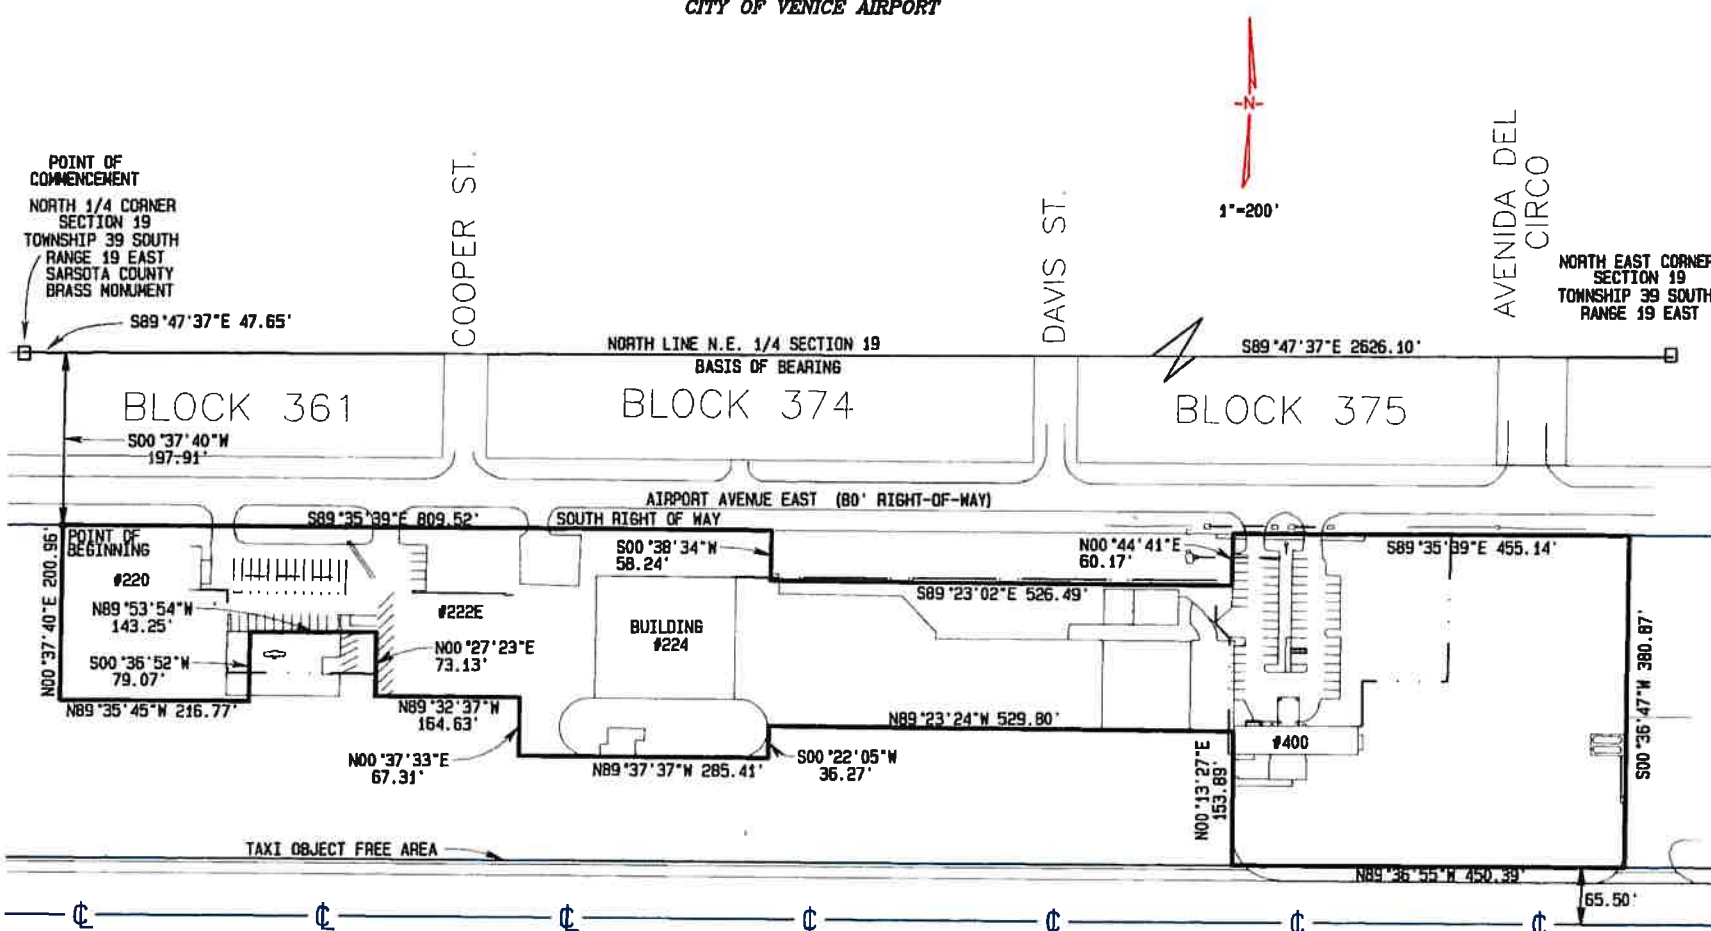 CITY OF VENICE AIRPORT
-N-
1"=200'
POINT OF
COMMENCEMENT
NORTH 1/4 CORNER
SECTION 19
TOWNSHIP 39 SOUTH
RANGE 19 EAST
SARSOTA COUNTY
BRASS MONUMENT
COOPER ST.
DAVIS ST.
AVENIDA DEL
CIRCO
NORTH EAST CORNER
SECTION 19
TOWNSHIP 39 SOUTH
RANGE 19 EAST
S89°47'37"E 47.65'
NORTH LINE N.E. 1/4 SECTION 19
BASIS OF BEARING
S89°47'37"E 2626.10'
BLOCK 361
BLOCK 374
BLOCK 375
S00°37'40"W
197.91'
AIRPORT AVENUE EAST (80' RIGHT-OF-WAY)
S89°35'39"E 809.52'
SOUTH RIGHT OF WAY
POINT OF
BEGINNING
S00°38'34"W
58.24'
N00°44'41"E
60.17'
S89°35'39"E 455.14'
N00°37'40"E 200.96'
#220
S89°23'02"E 526.49'
N89°53'54"W
143.25'
#222E
BUILDING
#224
N00°27'23"E
73.13'
S00°36'52"W
79.07'
S00°36'47"W 380.87'
N89°35'45"W 216.77'
N89°32'37"W
164.63'
N89°23'24"W 529.80'
#400
N00°37'33"E
67.31'
N89°37'37"W 285.41'
S00°22'05"W
36.27'
N00°13'27"E
153.89'
TAXI OBJECT FREE AREA
N89°36'55"W 450.39'
65.50'
℄ ℄ ℄ ℄ ℄ ℄ ℄